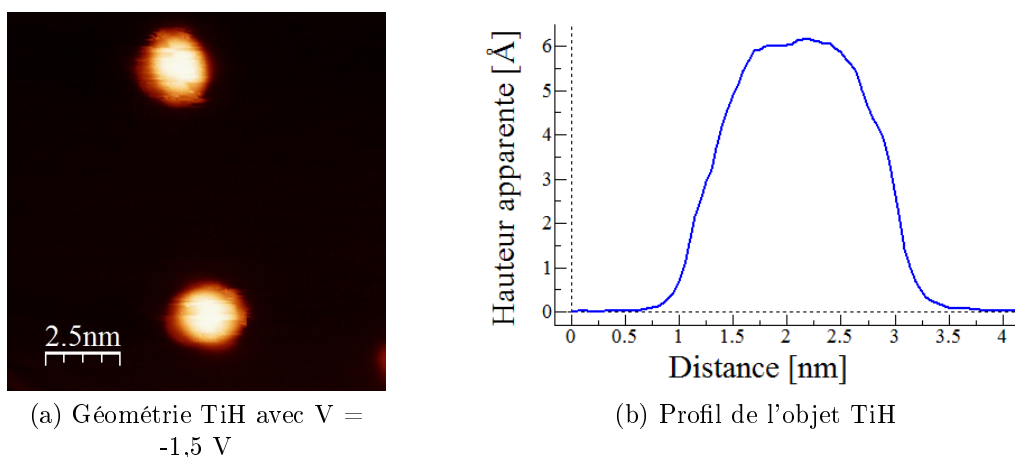 2.5nm
Hauteur apparente [Å]
6
5
4
3
2
1
0
0 0.5 1 1.5 2 2.5 3 3.5 4
Distance [nm]
(a) Géométrie TiH avec V =
-1,5 V
(b) Profil de l'objet TiH